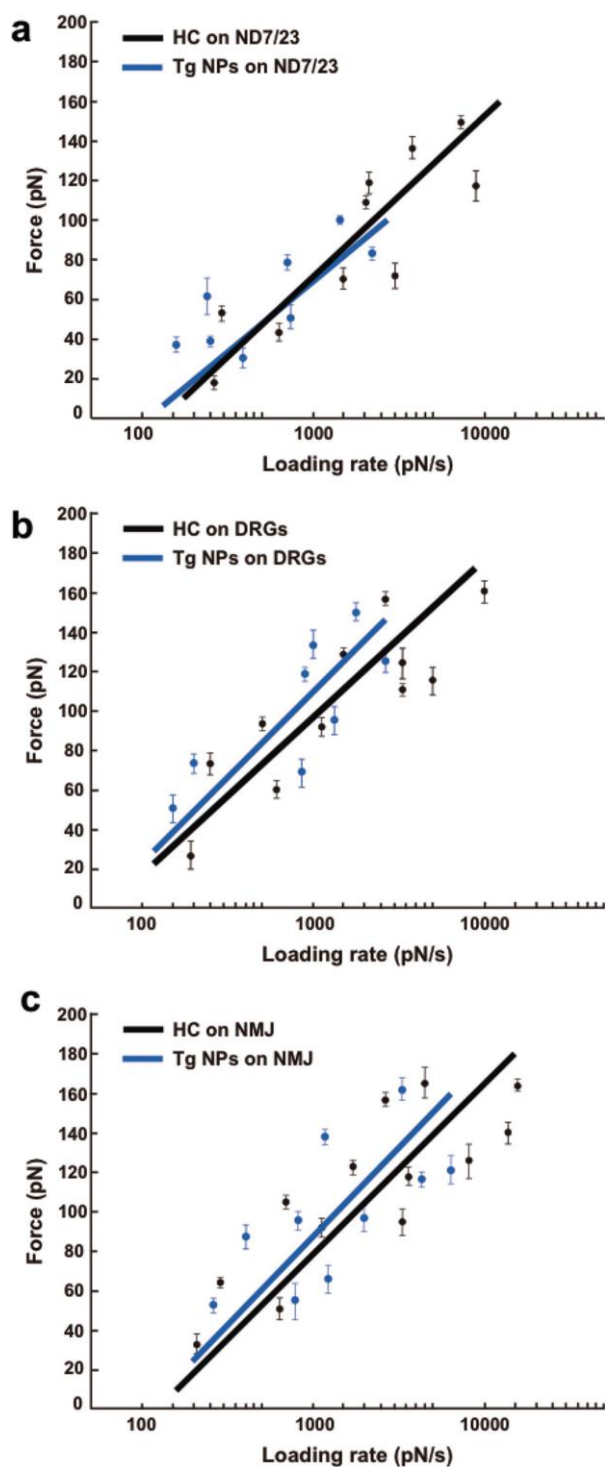 a
HC on ND7/23
Tg NPs on ND7/23
200
180
160
140
120
100
80
60
40
20
0
Force (pN)
100
1000
10000
Loading rate (pN/s)
b
HC on DRGs
Tg NPs on DRGs
200
180
160
140
120
100
80
60
40
20
0
Force (pN)
100
1000
10000
Loading rate (pN/s)
c
HC on NMJ
Tg NPs on NMJ
200
180
160
140
120
100
80
60
40
20
0
Force (pN)
100
1000
10000
Loading rate (pN/s)